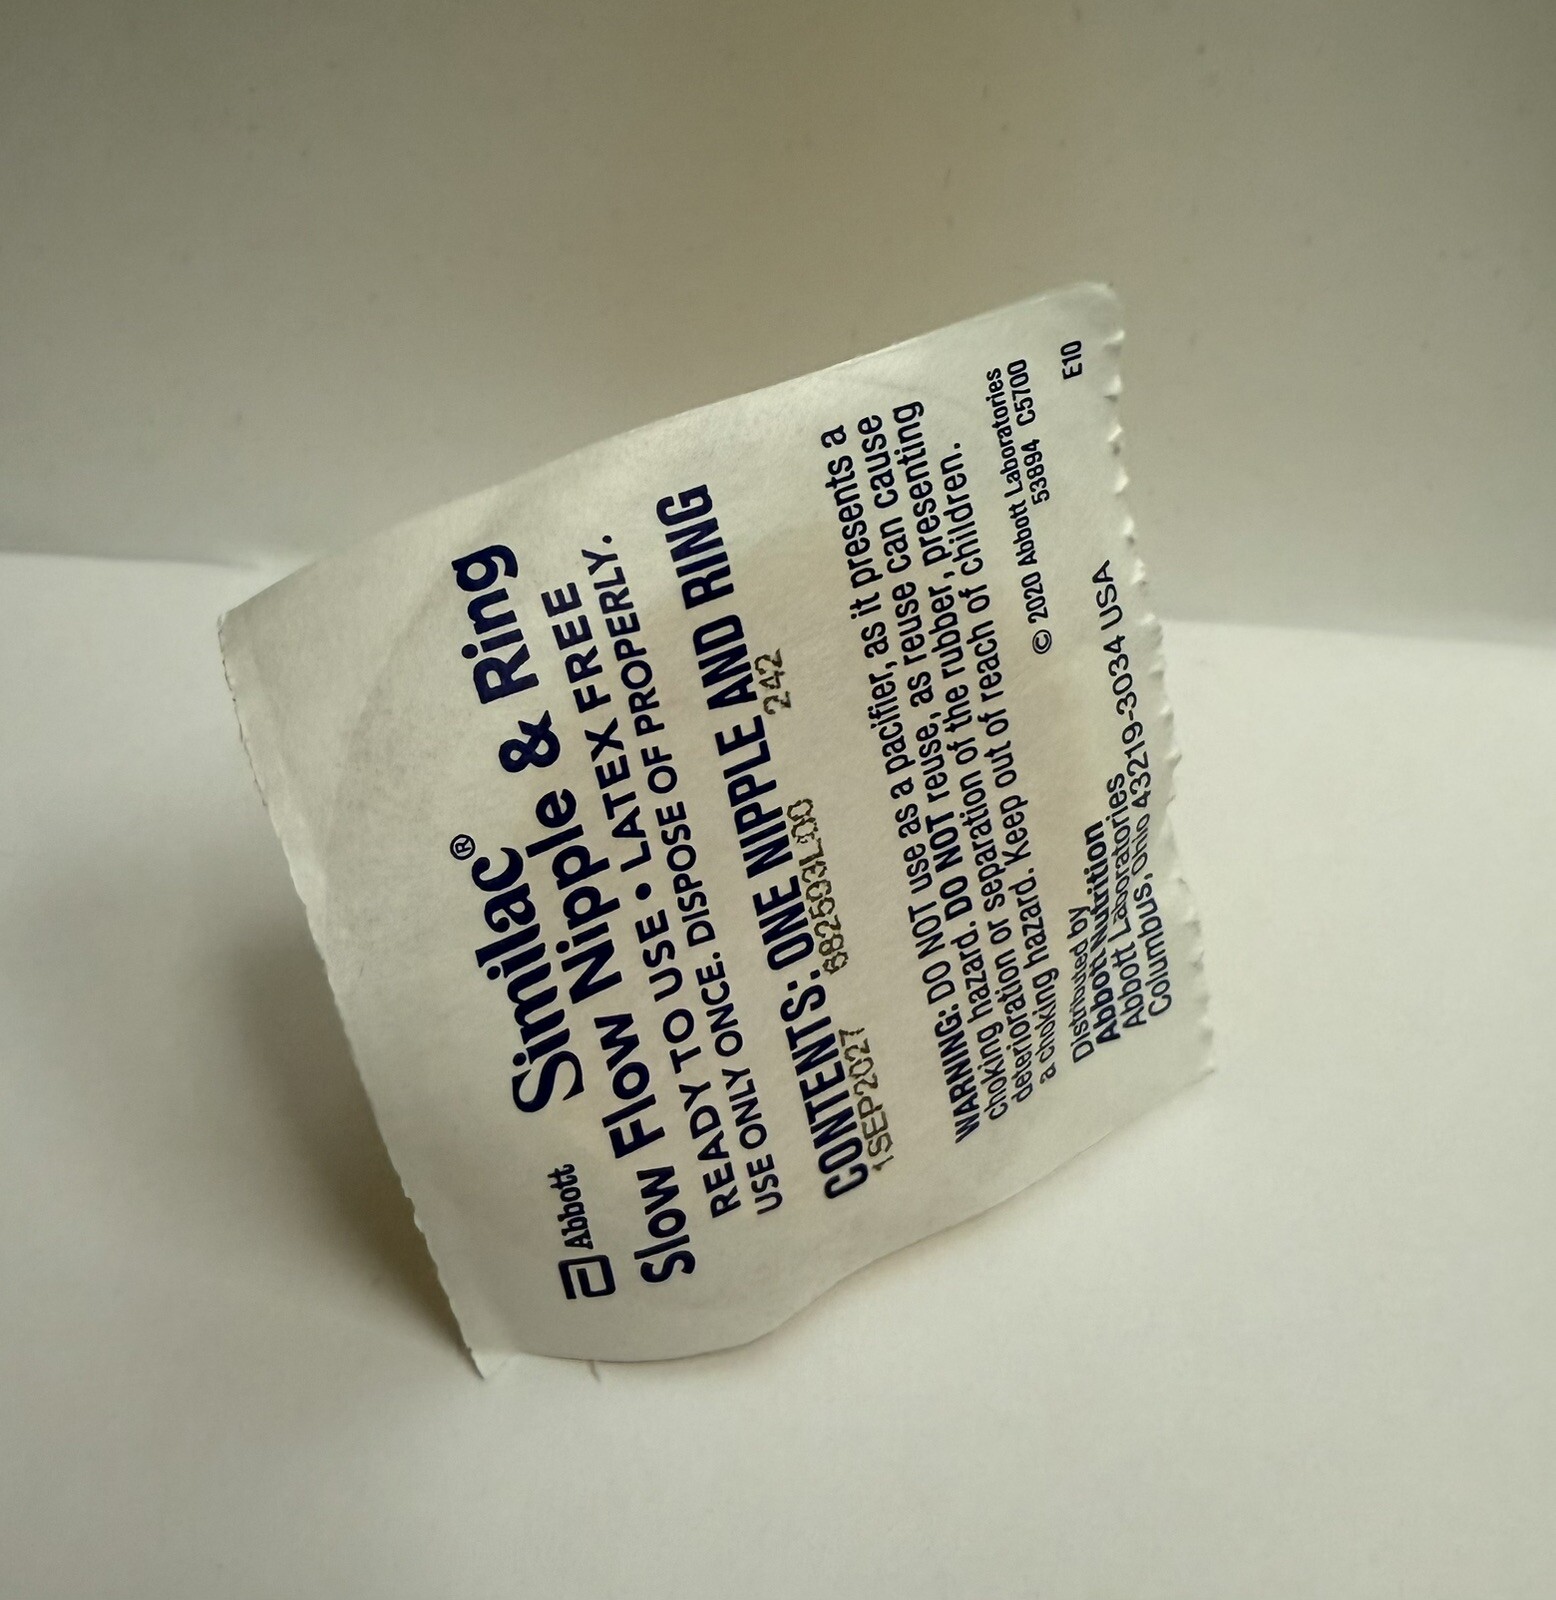 Abbott
Similac®
Slow Flow Nipple & Ring
READY TO USE • LATEX FREE
USE ONLY ONCE. DISPOSE OF PROPERLY.
CONTENTS: ONE NIPPLE AND RING
1SEP2027 242
WARNING: DO NOT use as a pacifier, as it presents a
choking hazard. DO NOT reuse, as reuse can cause
deterioration or separation of the rubber, presenting
a choking hazard. Keep out of reach of children.
© 2020 Abbott Laboratories
53894 C5700
Distributed by
Abbott Nutrition
Abbott Laboratories
Columbus, Ohio 43219-3034 USA
E10